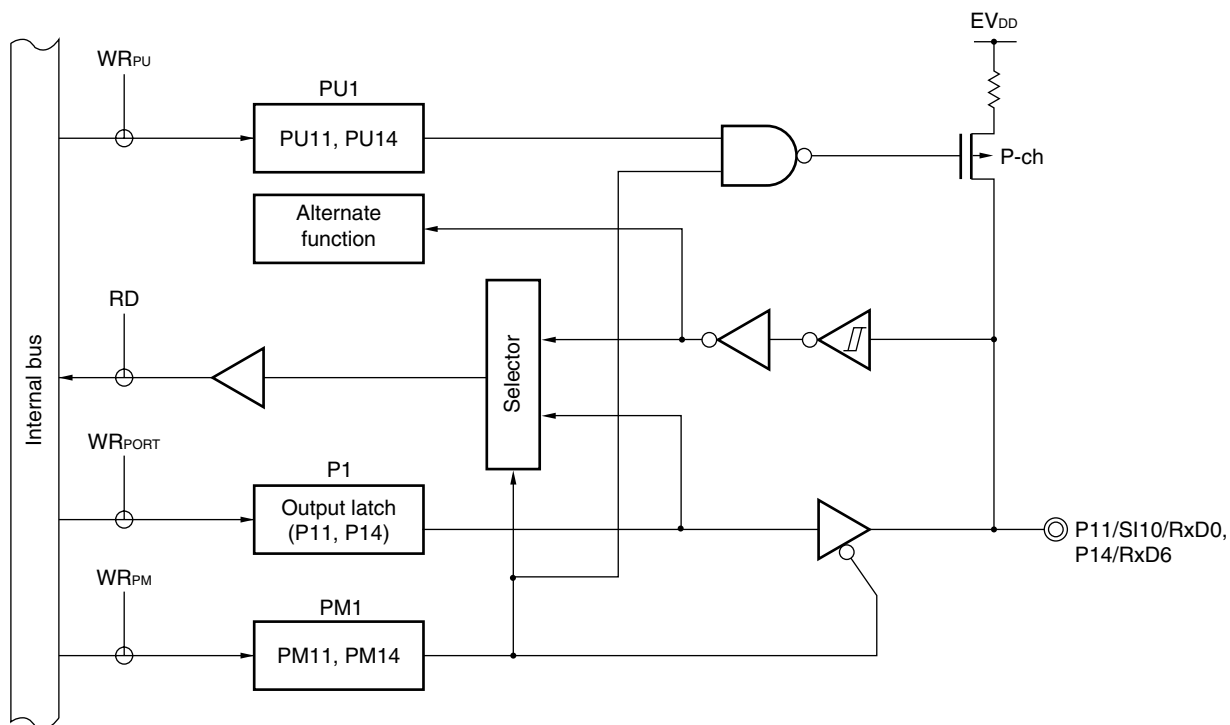 EVDD
WRPU
PU1
PU11, PU14
P-ch
Alternate
function
RD
Selector
Internal bus
WRPORT
P1
Output latch
(P11, P14)
P11/SI10/RxD0,
P14/RxD6
WRPM
PM1
PM11, PM14